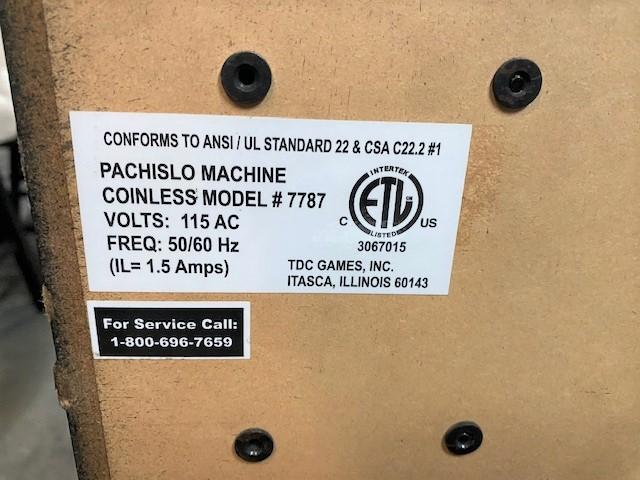 CONFORMS TO ANSI / UL STANDARD 22 & CSA C22.2 #1
PACHISLO MACHINE
COINLESS MODEL # 7787
VOLTS: 115 AC
FREQ: 50/60 Hz
(IL= 1.5 Amps)
INTERTEK
ETL
CM
LISTED
C US
3067015
TDC GAMES, INC.
ITASCA, ILLINOIS 60143
For Service Call:
1-800-696-7659